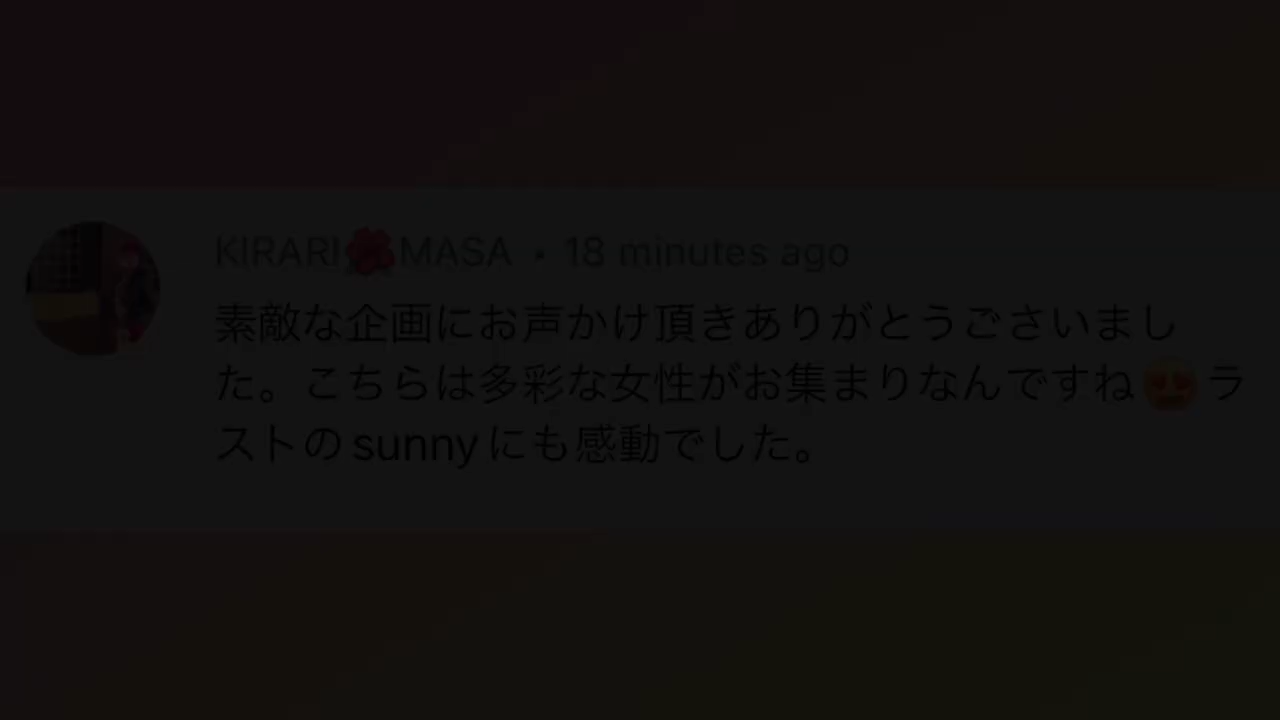 KIRARI🌺MASA • 18 minutes ago
素敵な企画にお声かけ頂きありがとうごさいまし
た。こちらは多彩な女性がお集まりなんですね😍ラ
ストのsunnyにも感動でした。